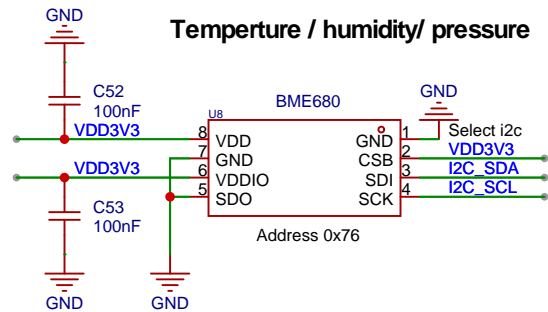 GND
Temperture / humidity/ pressure
C52
100nF
VDD3V3
U8
BME680
GND
8
VDD
GND
1
Select i2c
7
GND
CSB
2
VDD3V3
VDD3V3
6
VDDIO
SDI
3
I2C_SDA
5
SDO
SCK
4
I2C_SCL
C53
100nF
Address 0x76
GND
GND